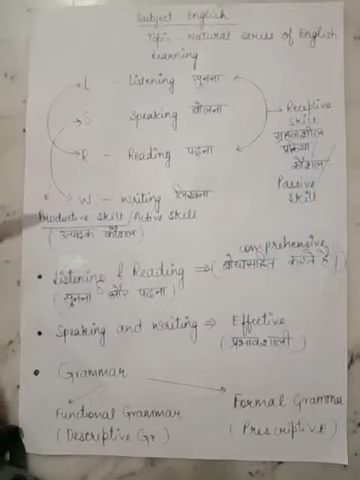 Subject - English
Topic - Natural series of English
Learning
L - Listening सुनना
S Speaking बोलना
R - Reading पढ़ना
W - Writing लिखना
Receptive
Skill
ग्रहणशील
कौशल
Passive
Skill
Productive Skill / Active Skill
(उत्पादक कौशल)
• Listening & Reading ⇒ (comprehensive बोधसहित करते है)
(सुनना और पढ़ना)
• Speaking and writing ⇒ Effective
(प्रभावशाली)
• Grammar
Functional Grammar
(Descriptive Gr)
Formal Grammar
(Prescriptive)